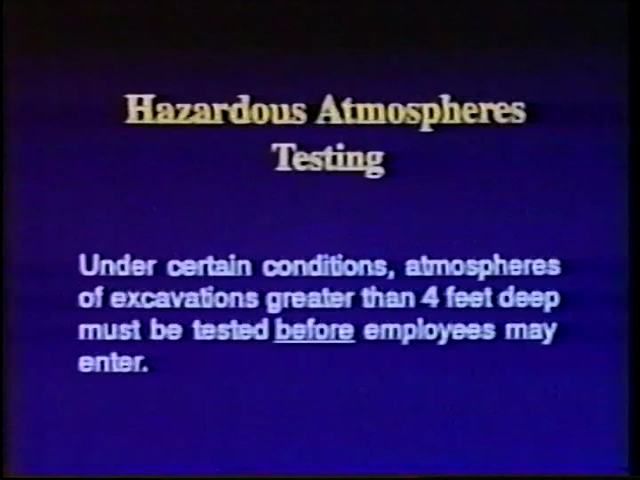 Hazardous Atmospheres
Testing
Under certain conditions, atmospheres
of excavations greater than 4 feet deep
must be tested before employees may
enter.